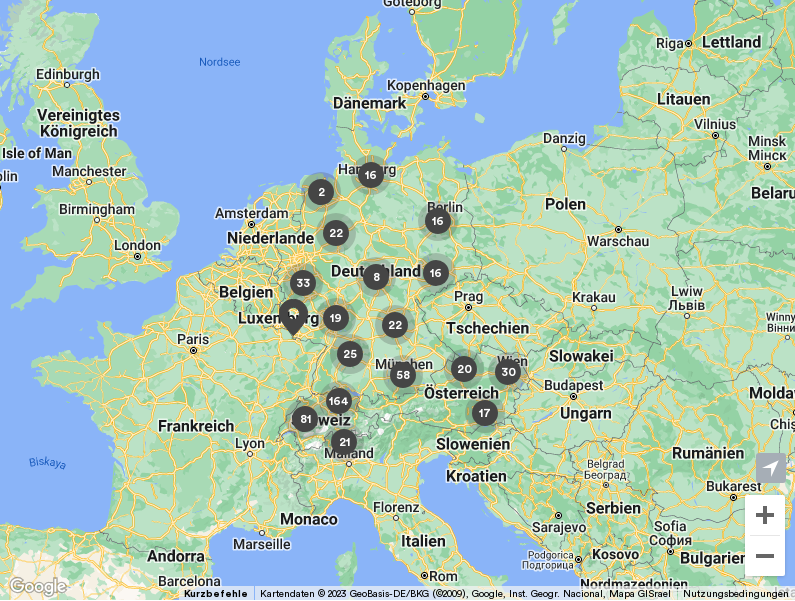 Göteborg
Riga
Lettland
Nordsee
Edinburgh
Kopenhagen
Dänemark
Litauen
Vereinigtes
Königreich
Vilnius
Danzig
Minsk
Мінск
Isle of Man
Manchester
Hamburg
16
2
Belaru
Birmingham
Berlin
16
Polen
Amsterdam
22
Niederlande
Warschau
London
Deutschland
8
16
33
Belgien
Prag
Krakau
Lwiw
Львів
Luxemburg
19
22
Tschechien
Winny
Вінни
Paris
25
München
58
20
Wien
30
Slowakei
Österreich
Budapest
Moldau
164
81
Schweiz
17
Ungarn
Frankreich
21
Lyon
Mailand
Slowenien
Rumänien
Biskaya
Kroatien
Belgrad
Београд
Bukarest
Monaco
Florenz
Serbien
Marseille
Sarajevo
Sofia
София
Italien
Andorra
Podgorica
Подгорица
Kosovo
Bulgarien
Barcelona
Rom
Nordmazedonien
Google
Kurzbefehle
Kartendaten © 2023 GeoBasis-DE/BKG (©2009), Google, Inst. Geogr. Nacional, Mapa GISrael
Nutzungsbedingungen